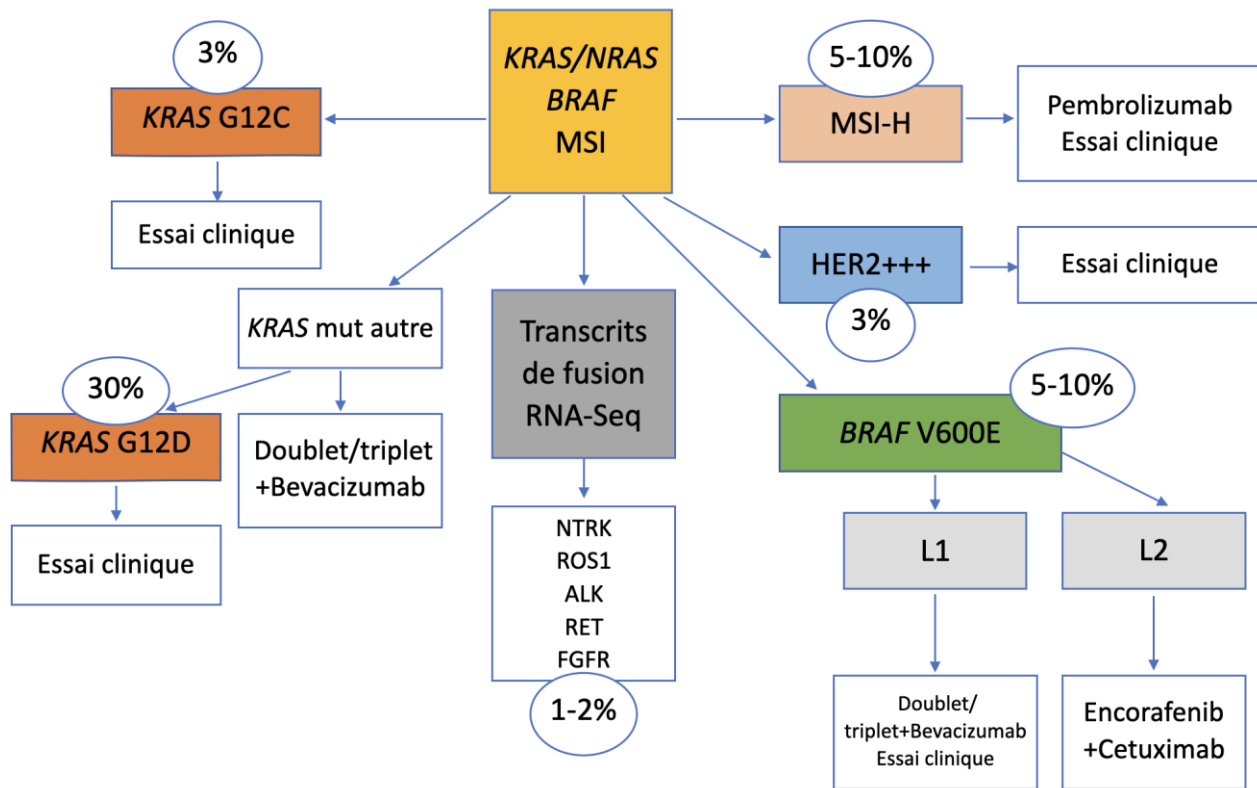 3%
KRAS G12C
Essai clinique
KRAS/NRAS
BRAF
MSI
5-10%
MSI-H
Pembrolizumab
Essai clinique
HER2+++
3%
Essai clinique
KRAS mut autre
30%
KRAS G12D
Essai clinique
Doublet/triplet
+Bevacizumab
Transcrits
de fusion
RNA-Seq
NTRK
ROS1
ALK
RET
FGFR
1-2%
5-10%
BRAF V600E
L1
L2
Doublet/
triplet+Bevacizumab
Essai clinique
Encorafenib
+Cetuximab